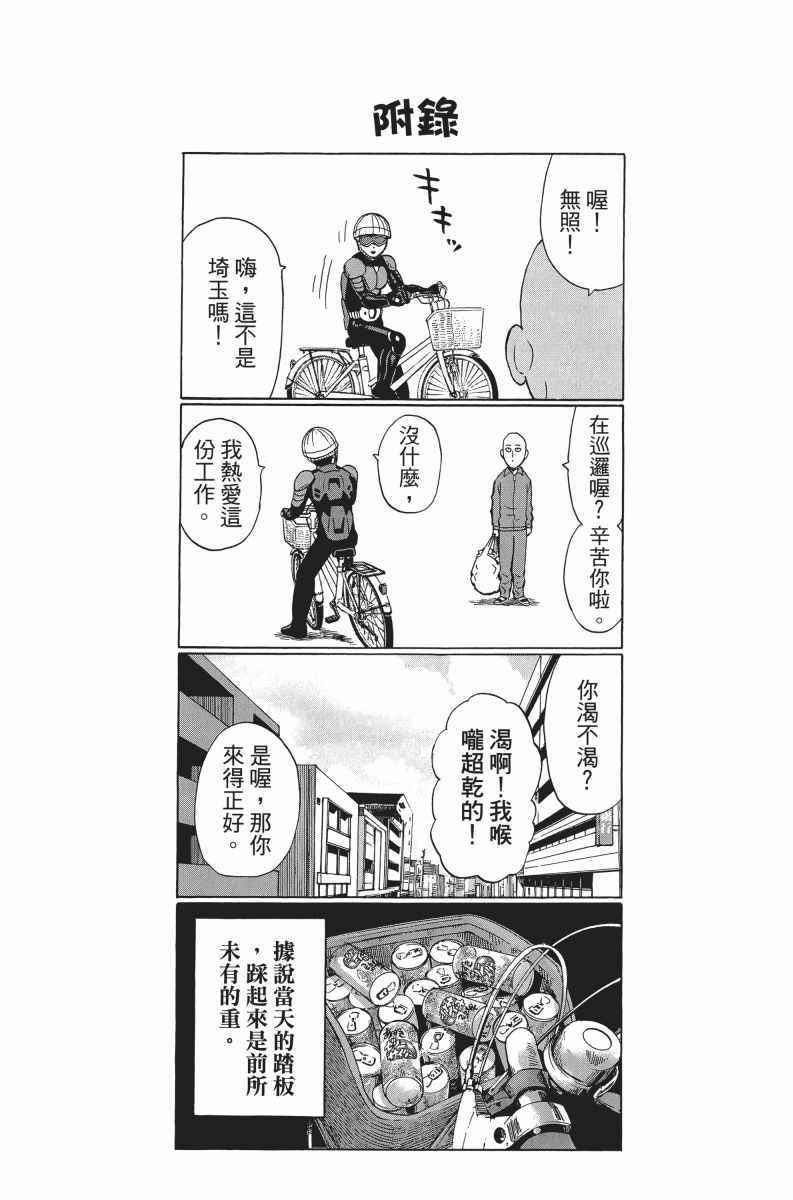 附錄
喔！
無照！
キキーッ
嗨，這不是
埼玉嗎！
在巡邏喔？
辛苦你啦。
沒什麼，
我熱愛這
份工作。
你渴不渴？
渴啊！我喉
嚨超乾的！
是喔，那你
來得正好。
據說當天的踏板
，踩起來是前所
未有的重。